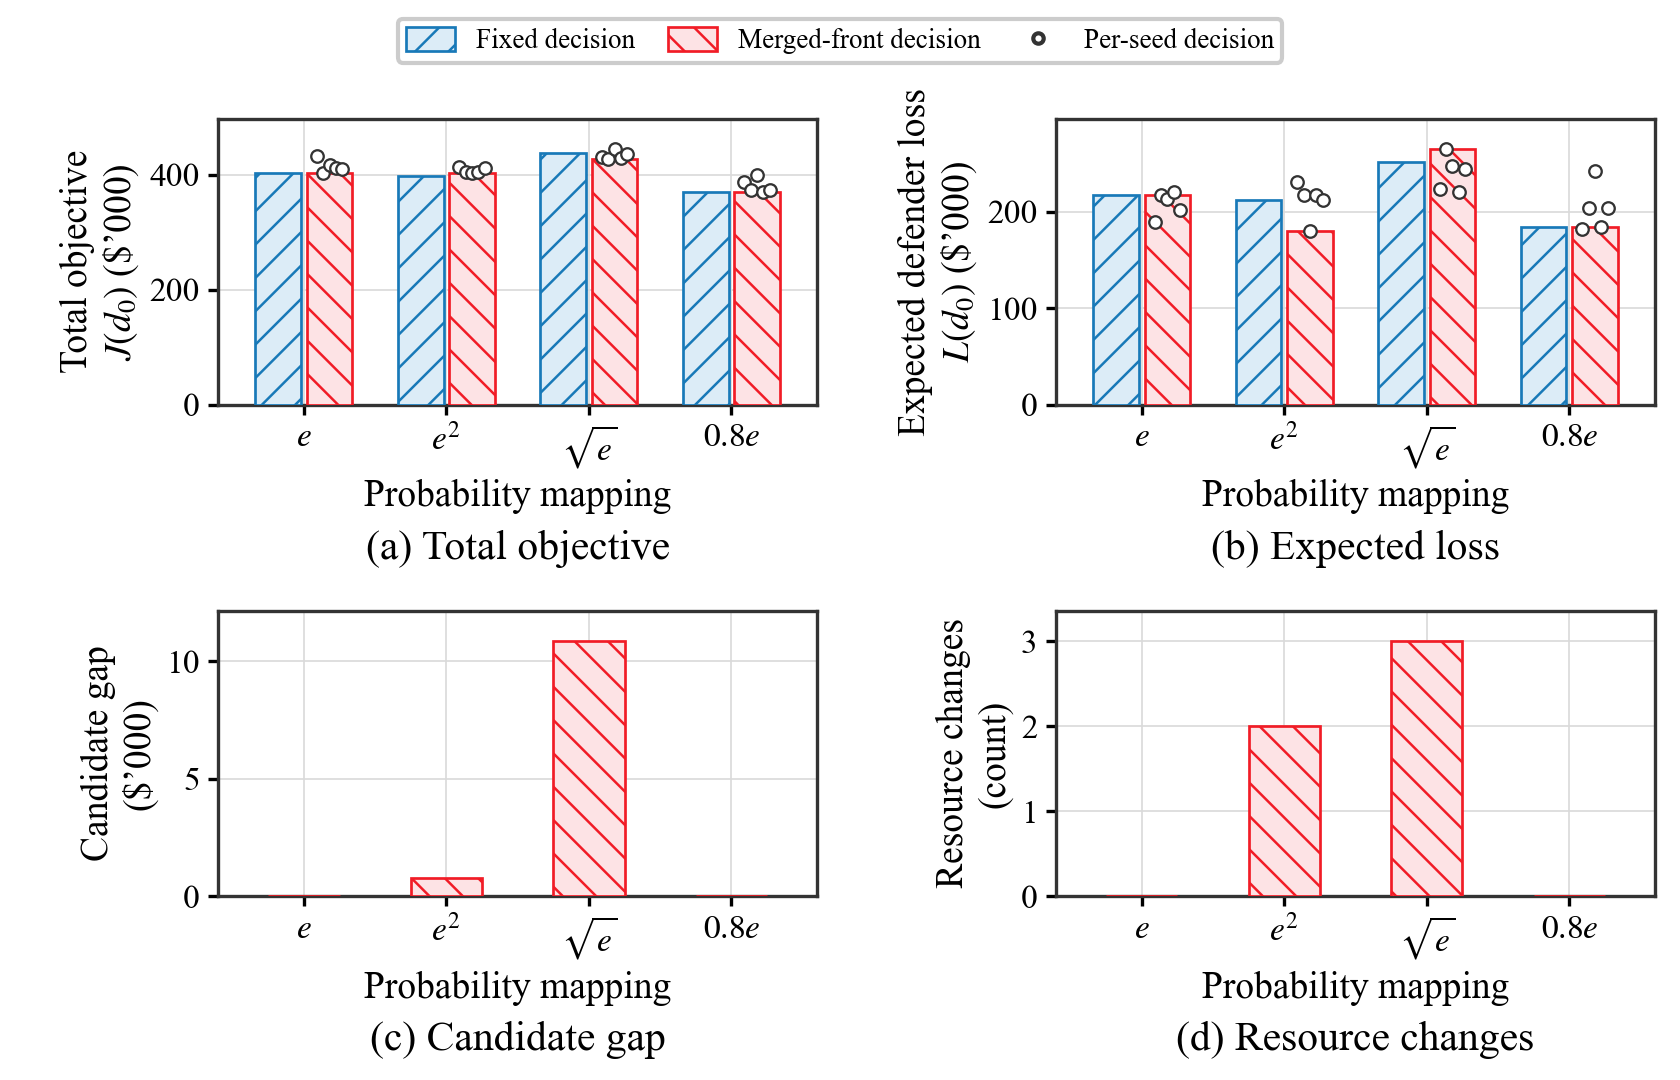 Fixed decision Merged-front decision Per-seed decision
Total objective
J(d₀) ($’000)
400
200
0
e e² √e 0.8e
Probability mapping
(a) Total objective
Expected defender loss
L(d₀) ($’000)
200
100
0
e e² √e 0.8e
Probability mapping
(b) Expected loss
Candidate gap
($’000)
10
5
0
e e² √e 0.8e
Probability mapping
(c) Candidate gap
Resource changes
(count)
3
2
1
0
e e² √e 0.8e
Probability mapping
(d) Resource changes